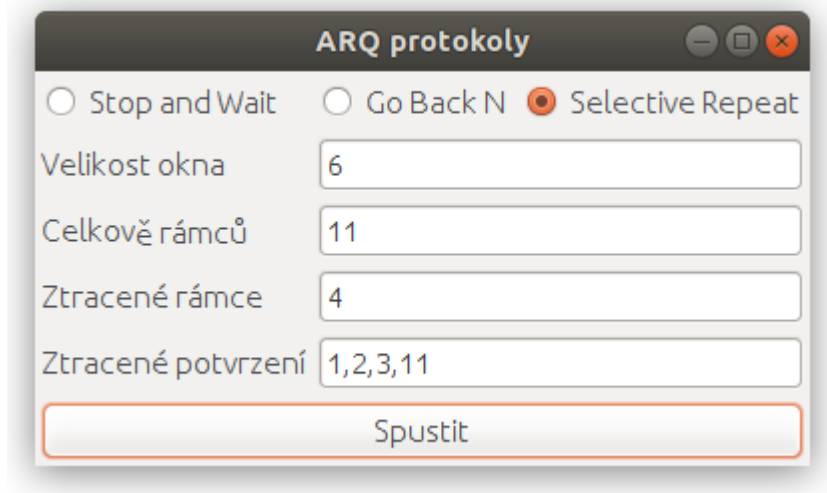 ARQ protokoly
Stop and Wait Go Back N Selective Repeat
Velikost okna 6
Celkově rámců 11
Ztracené rámce 4
Ztracené potvrzení 1,2,3,11
Spustit